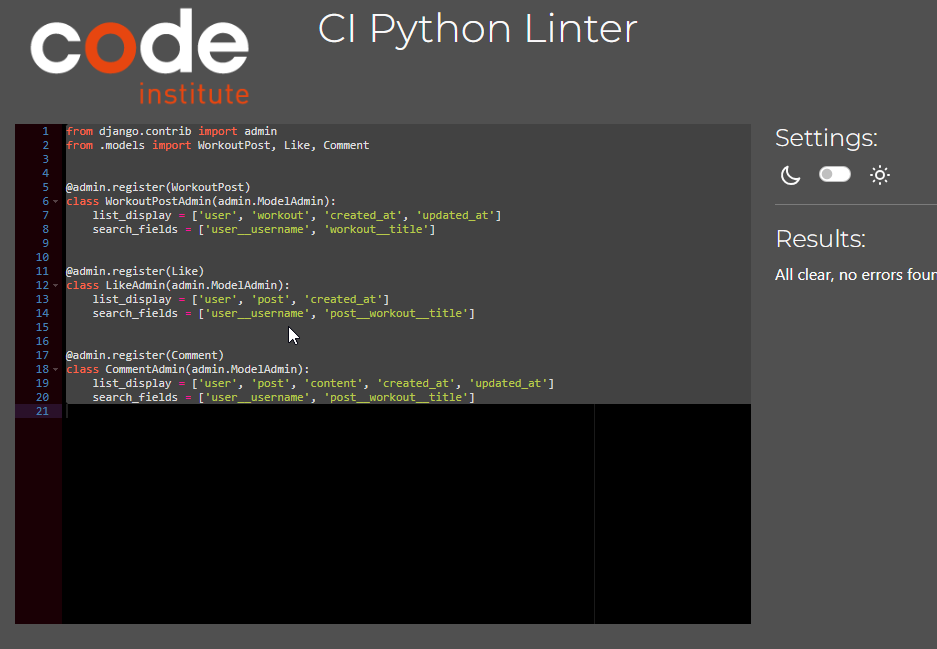 code
institute
CI Python Linter
1 from django.contrib import admin
2 from .models import WorkoutPost, Like, Comment
3
4
5 @admin.register(WorkoutPost)
6 class WorkoutPostAdmin(admin.ModelAdmin):
7     list_display = ['user', 'workout', 'created_at', 'updated_at']
8     search_fields = ['user__username', 'workout__title']
9
10
11 @admin.register(Like)
12 class LikeAdmin(admin.ModelAdmin):
13     list_display = ['user', 'post', 'created_at']
14     search_fields = ['user__username', 'post__workout__title']
15
16
17 @admin.register(Comment)
18 class CommentAdmin(admin.ModelAdmin):
19     list_display = ['user', 'post', 'content', 'created_at', 'updated_at']
20     search_fields = ['user__username', 'post__workout__title']
21
Settings:
Results:
All clear, no errors foun